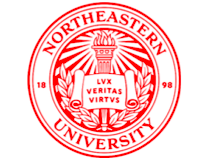 NORTHEASTERN
LVX
VERITAS
VIRTVS
18 98
UNIVERSITY